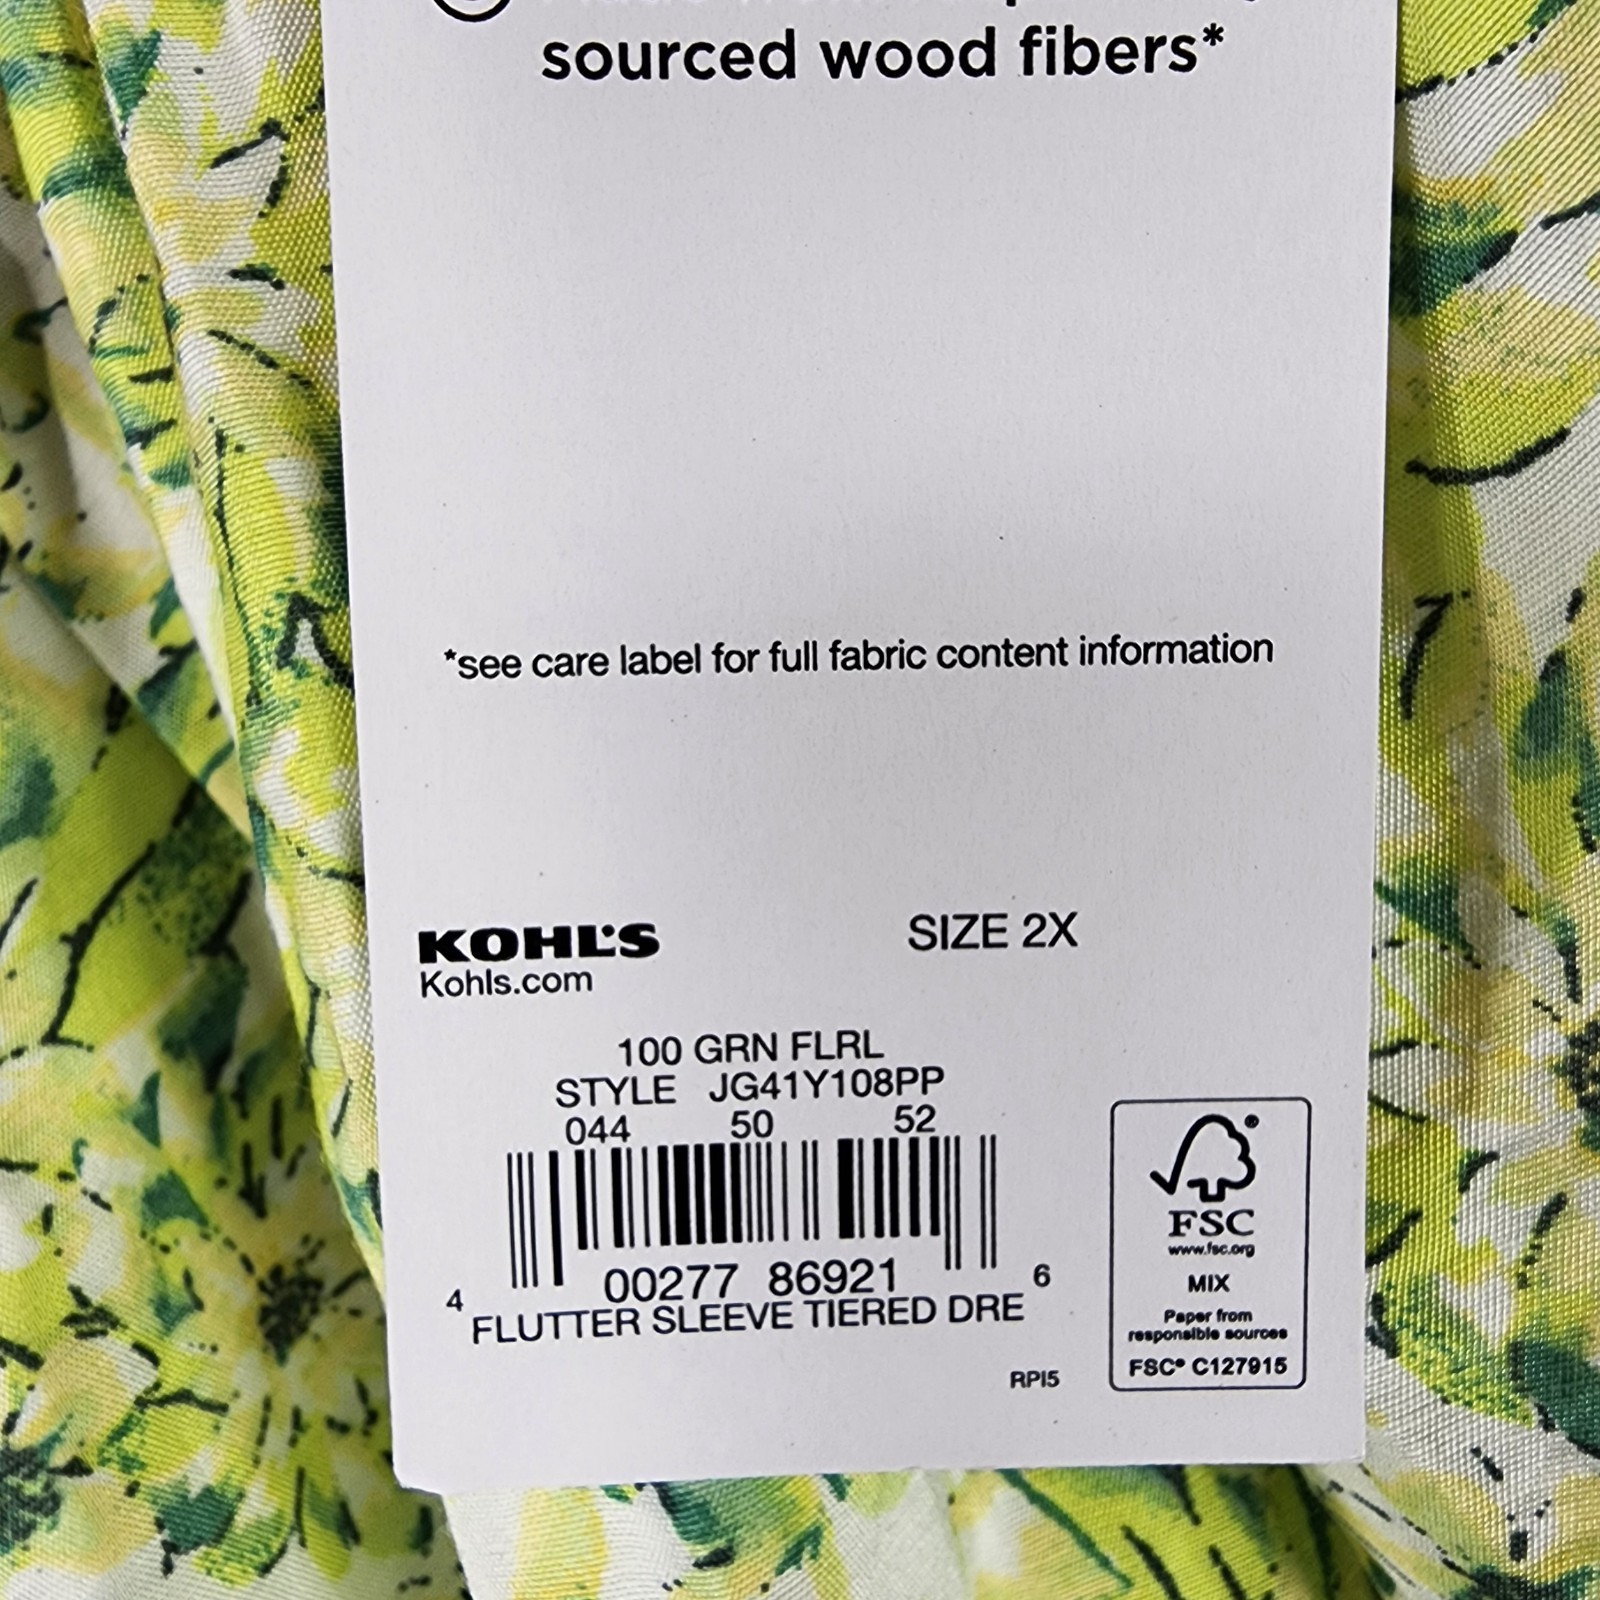 sourced wood fibers*
*see care label for full fabric content information
KOHL'S
Kohls.com
SIZE 2X
100 GRN FLRL
STYLE JG41Y108PP
044 50 52
4 00277 86921 6
FLUTTER SLEEVE TIERED DRE
RPI5
FSC®
www.fsc.org
MIX
Paper from
responsible sources
FSC® C127915